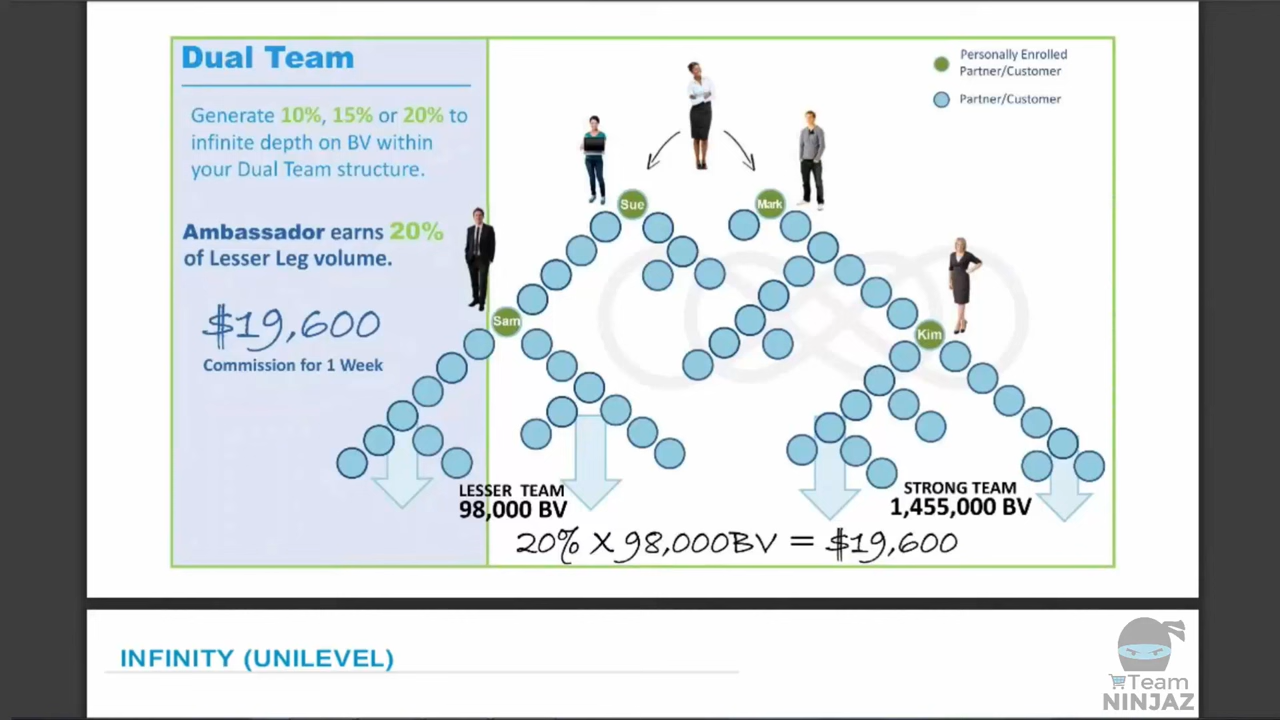 Dual Team
Generate 10%, 15% or 20% to
infinite depth on BV within
your Dual Team structure.
Ambassador earns 20%
of Lesser Leg volume.
$19,600
Commission for 1 Week
Personally Enrolled
Partner/Customer
Partner/Customer
Sue
Mark
Sam
Kim
LESSER TEAM
98,000 BV
STRONG TEAM
1,455,000 BV
20% X 98,000BV = $19,600
INFINITY (UNILEVEL)
Team
NINJAZ